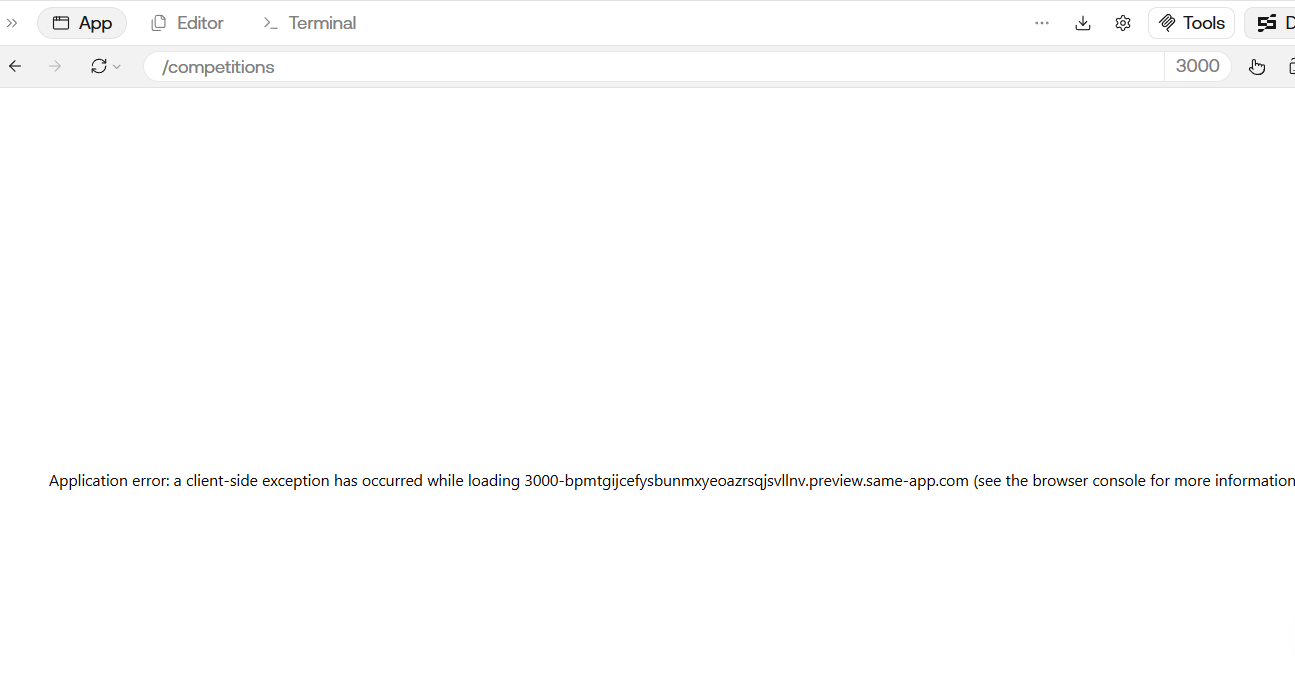 App Editor Terminal Tools
/competitions 3000
Application error: a client-side exception has occurred while loading 3000-bpmtgijcefysbunmxyeoazrsqjsvllnv.preview.same-app.com (see the browser console for more information